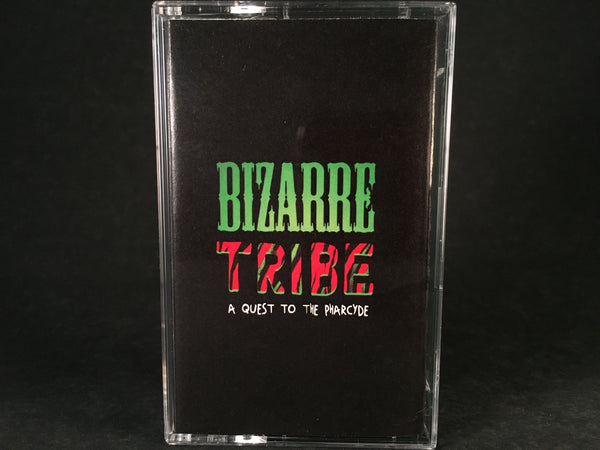 BIZARRE
TRIBE
A QUEST TO THE PHARCYDE